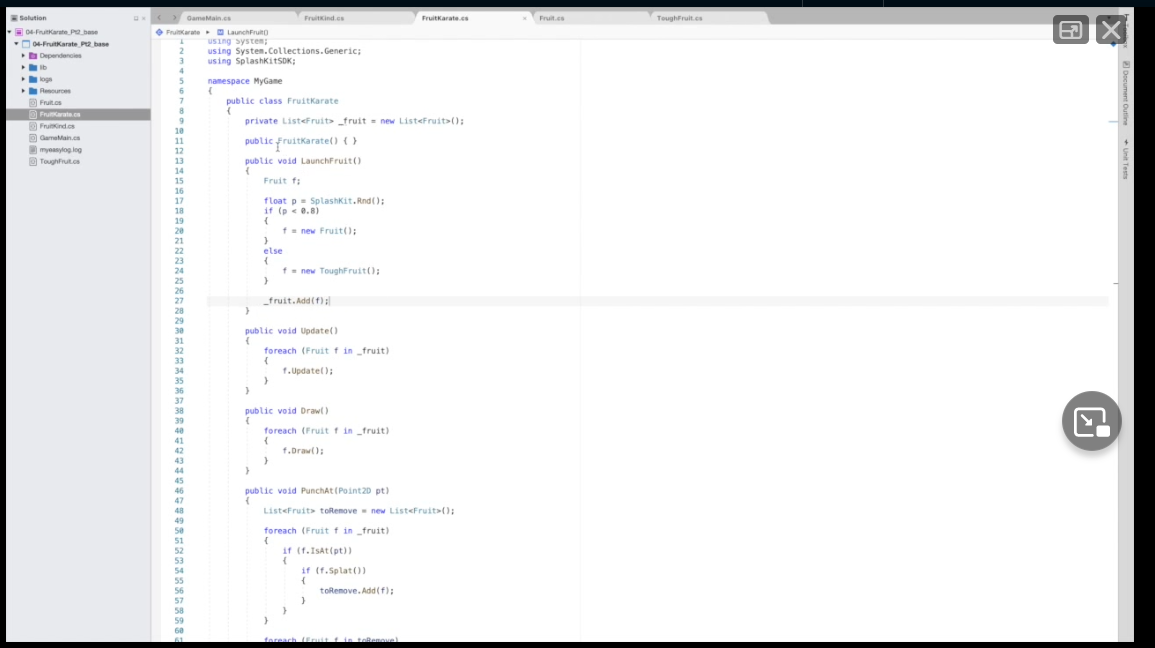 Solution
GameMain.cs
FruitKind.cs
FruitKarate.cs
Fruit.cs
ToughFruit.cs
04-FruitKarate_Pt2_base
04-FruitKarate_Pt2_base
Dependencies
lib
logs
Resources
Fruit.cs
FruitKarate.cs
FruitKind.cs
GameMain.cs
myeasylog.log
ToughFruit.cs
FruitKarate
LaunchFruit()
1 using System;
2 using System.Collections.Generic;
3 using SplashKitSDK;
4
5 namespace MyGame
6 {
7 public class FruitKarate
8 {
9 private List<Fruit> _fruit = new List<Fruit>();
10
11 public FruitKarate() { }
12
13 public void LaunchFruit()
14 {
15 Fruit f;
16
17 float p = SplashKit.Rnd();
18 if (p < 0.8)
19 {
20 f = new Fruit();
21 }
22 else
23 {
24 f = new ToughFruit();
25 }
26
27 _fruit.Add(f);
28 }
29
30 public void Update()
31 {
32 foreach (Fruit f in _fruit)
33 {
34 f.Update();
35 }
36 }
37
38 public void Draw()
39 {
40 foreach (Fruit f in _fruit)
41 {
42 f.Draw();
43 }
44 }
45
46 public void PunchAt(Point2D pt)
47 {
48 List<Fruit> toRemove = new List<Fruit>();
49
50 foreach (Fruit f in _fruit)
51 {
52 if (f.IsAt(pt))
53 {
54 if (f.Splat())
55 {
56 toRemove.Add(f);
57 }
58 }
59 }
60
61 foreach (Fruit f in toRemove)
Document Outline
Unit Tests